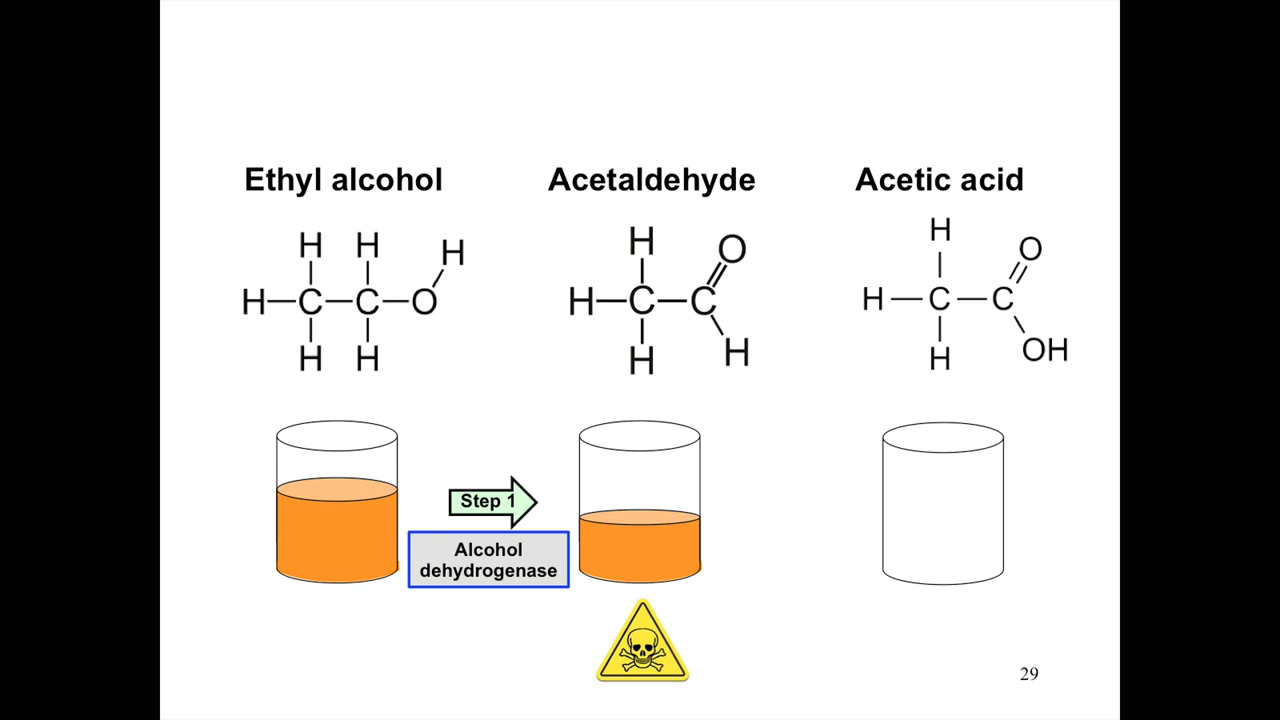 Ethyl alcohol
Acetaldehyde
Acetic acid
H H H
H—C—C—O
H H
H O
H—C—C
H H
H O
H—C—C
H OH
Step 1
Alcohol
dehydrogenase
29